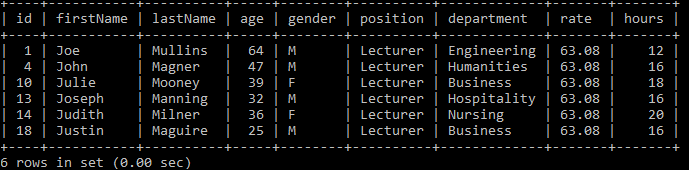 +----+-----------+----------+-----+--------+----------+-------------+-------+-------+
| id | firstName | lastName | age | gender | position | department  | rate  | hours |
+----+-----------+----------+-----+--------+----------+-------------+-------+-------+
|  1 | Joe       | Mullins  |  64 | M      | Lecturer | Engineering | 63.08 |    12 |
|  4 | John      | Magner   |  47 | M      | Lecturer | Humanities  | 63.08 |    16 |
| 10 | Julie     | Mooney   |  39 | F      | Lecturer | Business    | 63.08 |    18 |
| 13 | Joseph    | Manning  |  32 | M      | Lecturer | Hospitality | 63.08 |    16 |
| 14 | Judith    | Milner   |  36 | F      | Lecturer | Nursing     | 63.08 |    20 |
| 18 | Justin    | Maguire  |  25 | M      | Lecturer | Business    | 63.08 |    16 |
+----+-----------+----------+-----+--------+----------+-------------+-------+-------+
6 rows in set (0.00 sec)